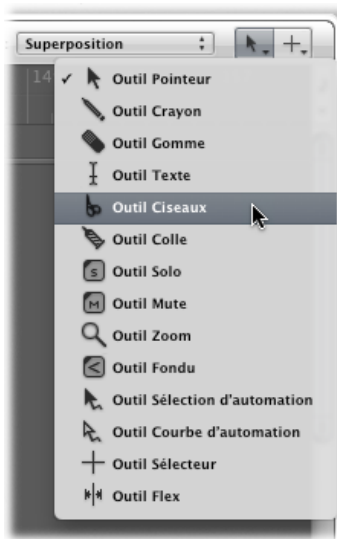 Superposition
14
✓ Outil Pointeur
Outil Crayon
Outil Gomme
Outil Texte
Outil Ciseaux
Outil Colle
S Outil Solo
M Outil Mute
Outil Zoom
Outil Fondu
Outil Sélection d'automation
Outil Courbe d'automation
Outil Sélecteur
Outil Flex